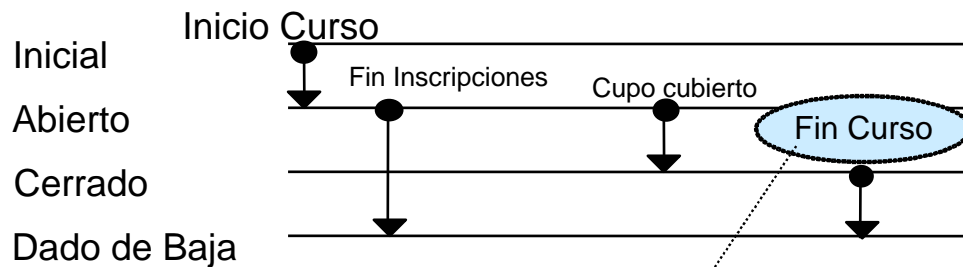 Inicio Curso
Inicial
Fin Inscripciones
Cupo cubierto
Abierto
Fin Curso
Cerrado
Dado de Baja